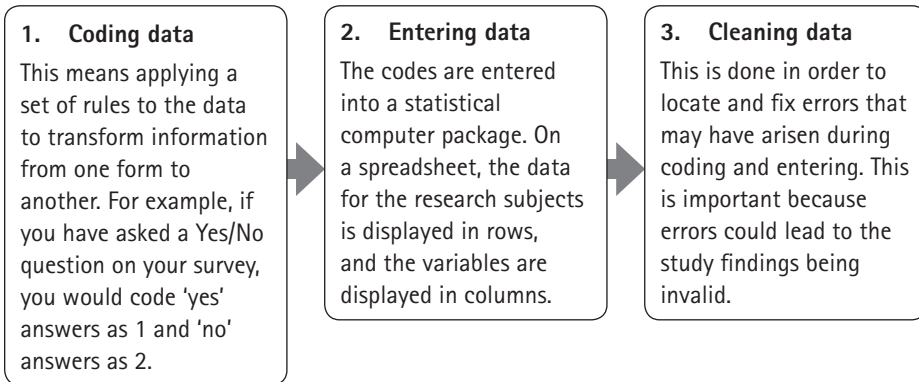 1. Coding data
This means applying a
set of rules to the data
to transform information
from one form to
another. For example, if
you have asked a Yes/No
question on your survey,
you would code ‘yes’
answers as 1 and ‘no’
answers as 2.
2. Entering data
The codes are entered
into a statistical
computer package. On
a spreadsheet, the data
for the research subjects
is displayed in rows,
and the variables are
displayed in columns.
3. Cleaning data
This is done in order to
locate and fix errors that
may have arisen during
coding and entering. This
is important because
errors could lead to the
study findings being
invalid.